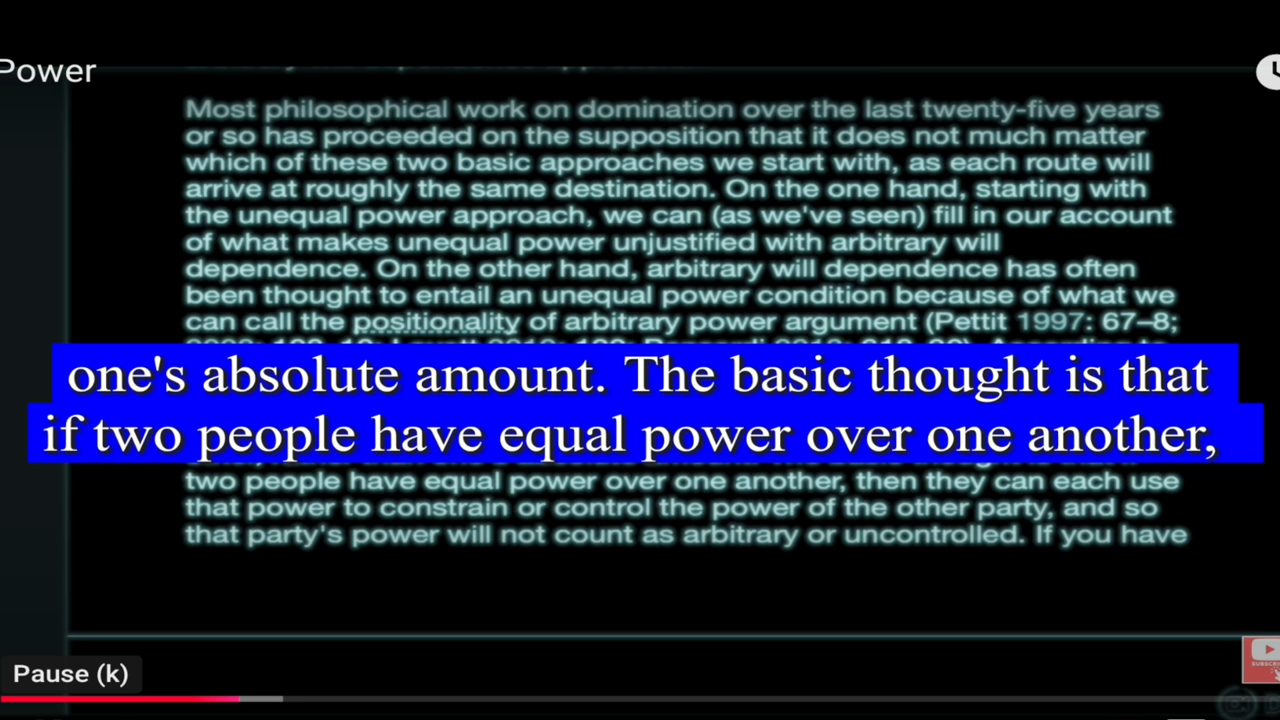 Power
Most philosophical work on domination over the last twenty-five years
or so has proceeded on the supposition that it does not much matter
which of these two basic approaches we start with, as each route will
arrive at roughly the same destination. On the one hand, starting with
the unequal power approach, we can (as we've seen) fill in our account
of what makes unequal power unjustified with arbitrary will
dependence. On the other hand, arbitrary will dependence has often
been thought to entail an unequal power condition because of what we
can call the positionality of arbitrary power argument (Pettit 1997: 67–8;
one's absolute amount. The basic thought is that
if two people have equal power over one another,
two people have equal power over one another, then they can each use
that power to constrain or control the power of the other party, and so
that party's power will not count as arbitrary or uncontrolled. If you have
Pause (k)